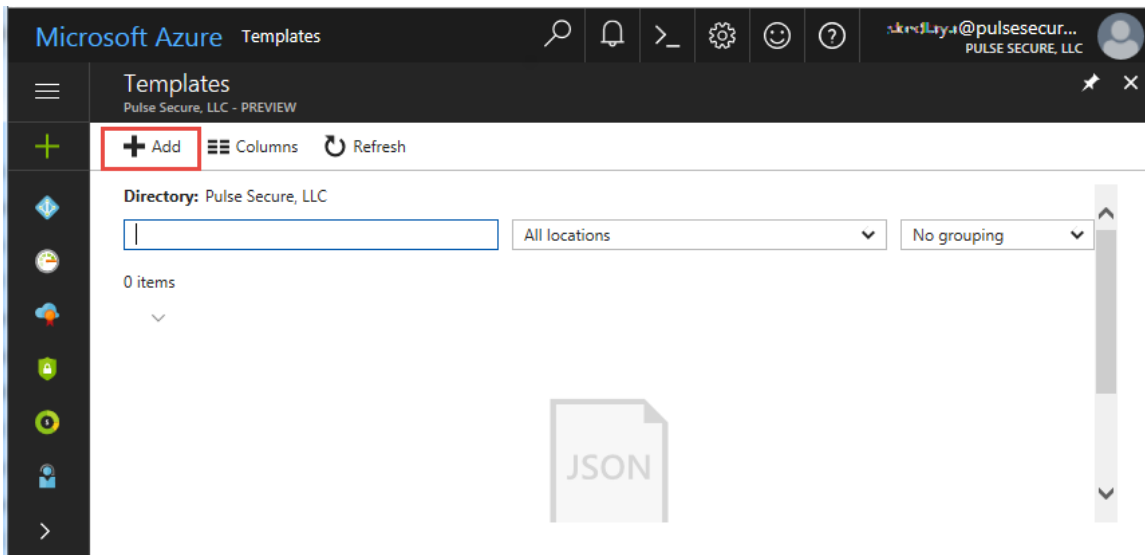 Microsoft Azure Templates
@pulsesecur...
PULSE SECURE, LLC
Templates
Pulse Secure, LLC - PREVIEW
Add Columns Refresh
Directory: Pulse Secure, LLC
All locations No grouping
0 items
JSON